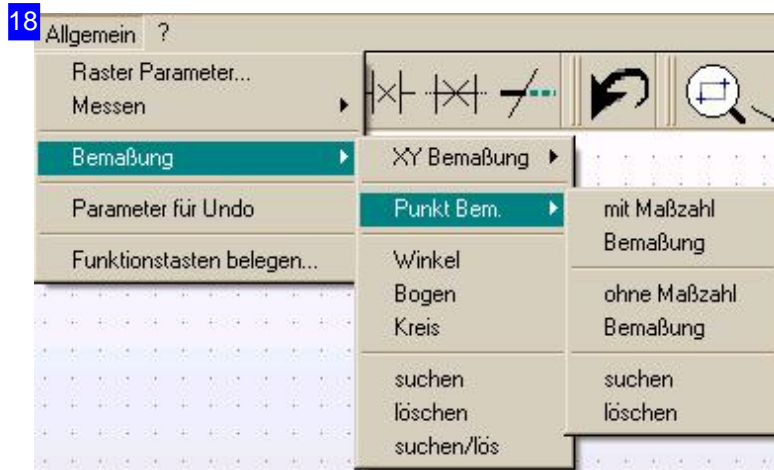 18
Allgemein ?
Raster Parameter...
Messen
Bemaßung
Parameter für Undo
Funktionstasten belegen...
XY Bemaßung
Punkt Bem.
Winkel
Bogen
Kreis
suchen
löschen
suchen/lös
mit Maßzahl
Bemaßung
ohne Maßzahl
Bemaßung
suchen
löschen